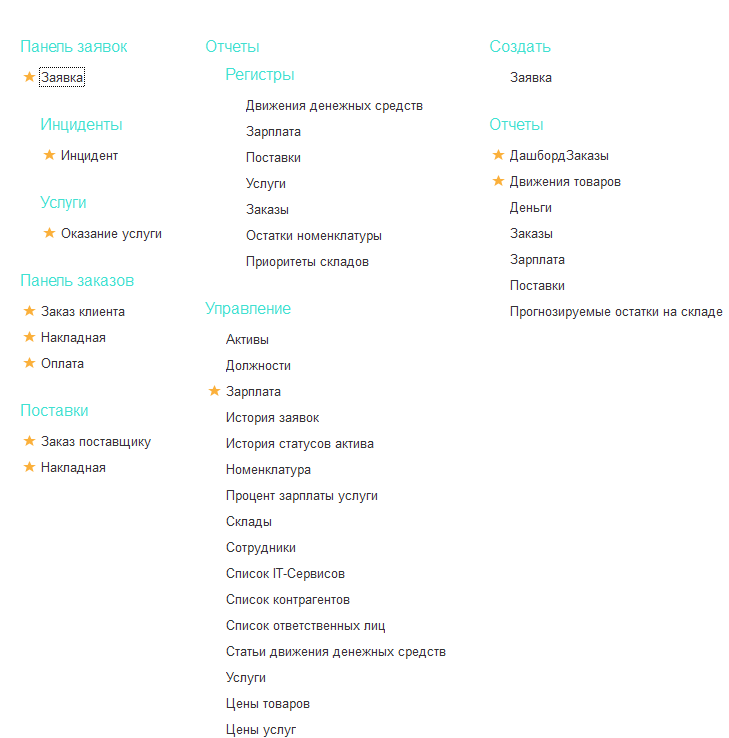 Панель заявок
Заявка
Инциденты
Инцидент
Услуги
Оказание услуги
Панель заказов
Заказ клиента
Накладная
Оплата
Поставки
Заказ поставщику
Накладная
Отчеты
Регистры
Движения денежных средств
Зарплата
Поставки
Услуги
Заказы
Остатки номенклатуры
Приоритеты складов
Управление
Активы
Должности
Зарплата
История заявок
История статусов актива
Номенклатура
Процент зарплаты услуги
Склады
Сотрудники
Список IT-Сервисов
Список контрагентов
Список ответственных лиц
Статьи движения денежных средств
Услуги
Цены товаров
Цены услуг
Создать
Заявка
Отчеты
ДашбордЗаказы
Движения товаров
Деньги
Заказы
Зарплата
Поставки
Прогнозируемые остатки на складе